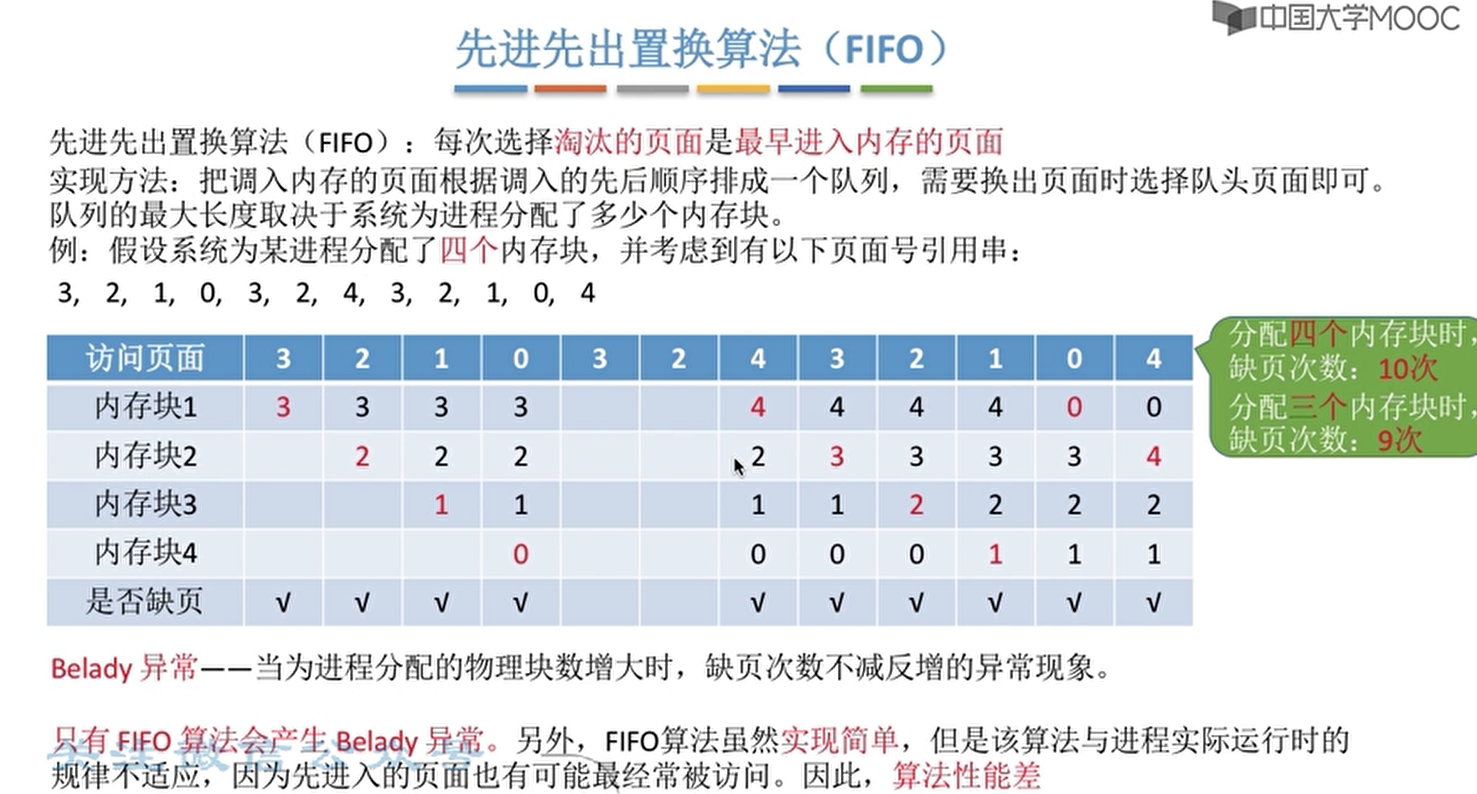 中国大学MOOC
先进先出置换算法（FIFO）
先进先出置换算法（FIFO）：每次选择淘汰的页面是最早进入内存的页面
实现方法：把调入内存的页面根据调入的先后顺序排成一个队列，需要换出页面时选择队头页面即可。
队列的最大长度取决于系统为进程分配了多少个内存块。
例：假设系统为某进程分配了四个内存块，并考虑到有以下页面号引用串：
3, 2, 1, 0, 3, 2, 4, 3, 2, 1, 0, 4
访问页面 3 2 1 0 3 2 4 3 2 1 0 4
内存块1 3 3 3 3 4 4 4 4 0 0
内存块2 2 2 2 2 3 3 3 3 4
内存块3 1 1 1 1 2 2 2 2
内存块4 0 0 0 0 1 1 1
是否缺页 √ √ √ √ √ √ √ √ √ √
分配四个内存块时，
缺页次数：10次
分配三个内存块时，
缺页次数：9次
Belady 异常——当为进程分配的物理块数增大时，缺页次数不减反增的异常现象。
只有 FIFO 算法会产生 Belady 异常。另外，FIFO算法虽然实现简单，但是该算法与进程实际运行时的
规律不适应，因为先进入的页面也有可能最经常被访问。因此，算法性能差
关注微信公众号